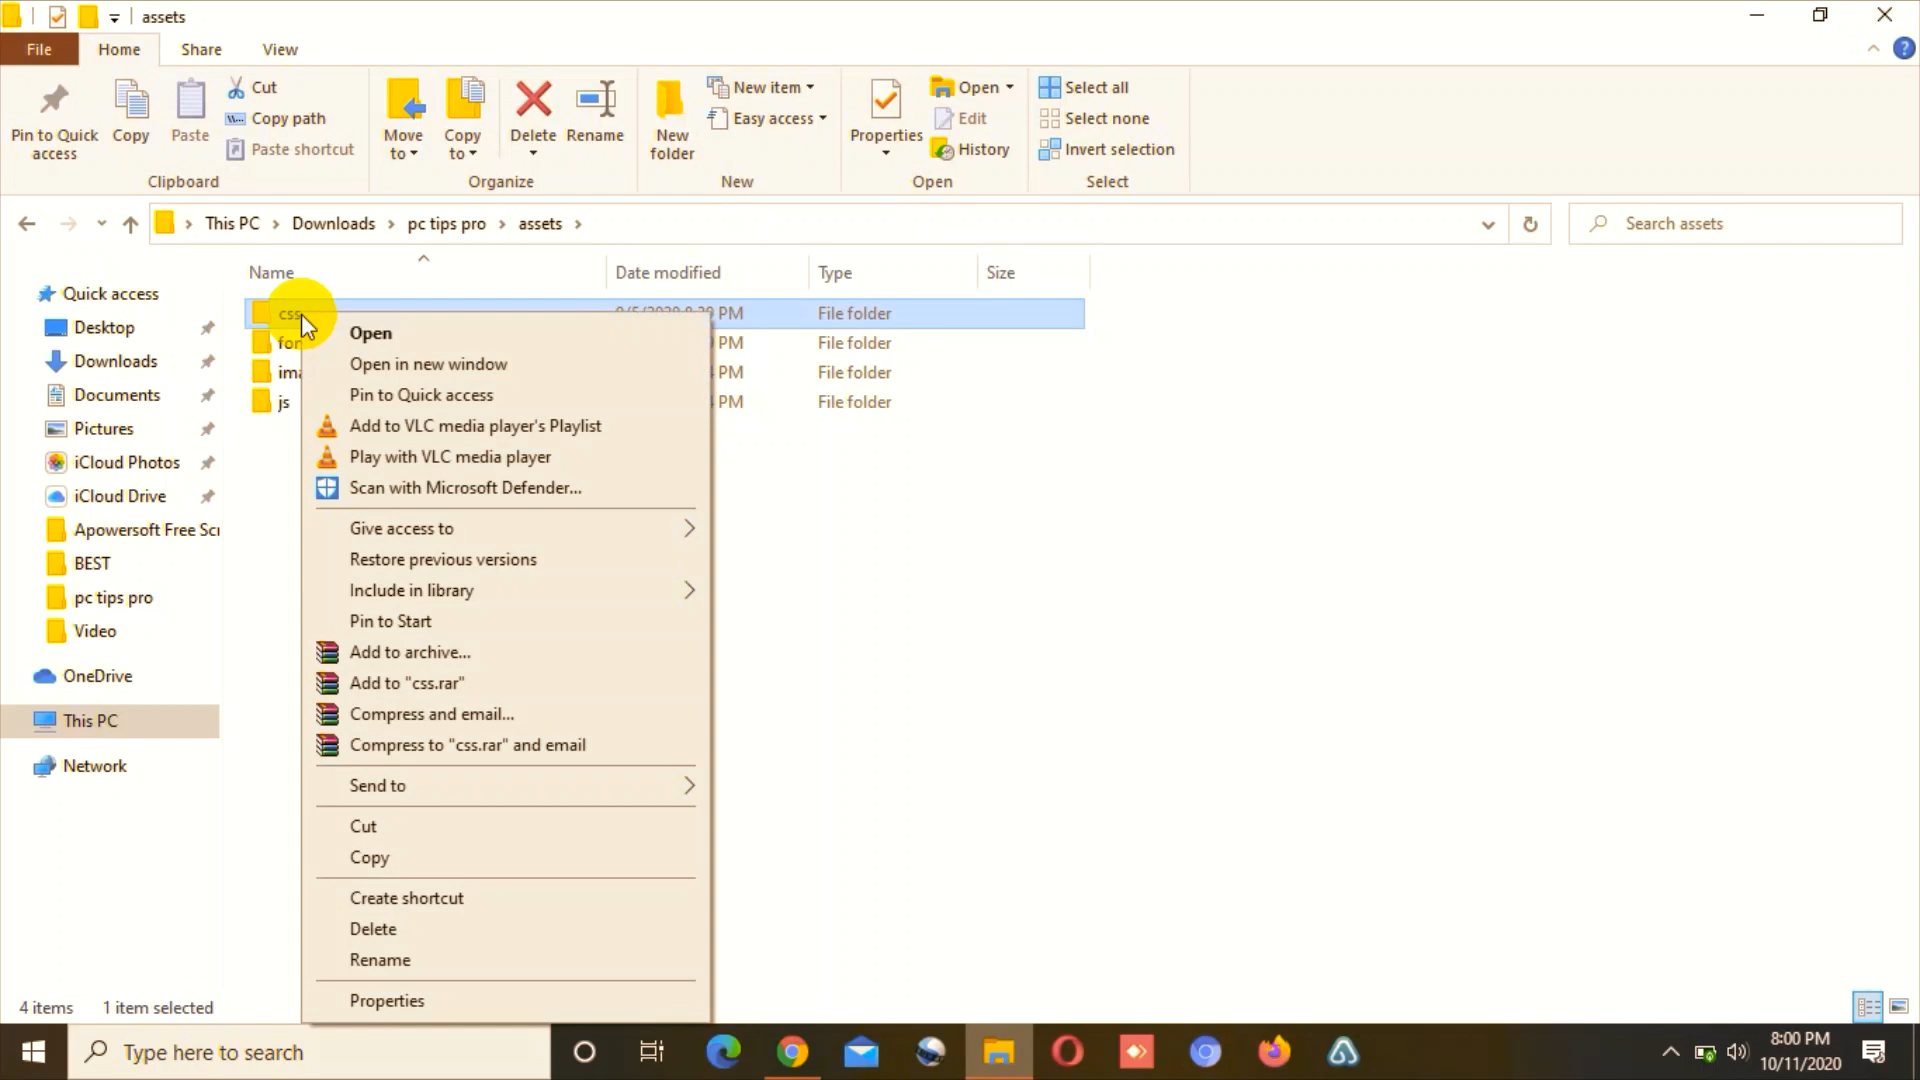 assets
File Home Share View
Pin to Quick access
Copy
Paste
Cut
Copy path
Paste shortcut
Move to
Copy to
Delete
Rename
New folder
New item
Easy access
Properties
Open
Edit
History
Select all
Select none
Invert selection
Clipboard Organize New Open Select
This PC Downloads pc tips pro assets
Search assets
Name Date modified Type Size
Quick access
Desktop
Downloads
Documents
Pictures
iCloud Photos
iCloud Drive
Apowersoft Free Scr
BEST
pc tips pro
Video
OneDrive
This PC
Network
css PM File folder
PM File folder
PM File folder
js PM File folder
Open
Open in new window
Pin to Quick access
Add to VLC media player's Playlist
Play with VLC media player
Scan with Microsoft Defender...
Give access to
Restore previous versions
Include in library
Pin to Start
Add to archive...
Add to "css.rar"
Compress and email...
Compress to "css.rar" and email
Send to
Cut
Copy
Create shortcut
Delete
Rename
Properties
4 items 1 item selected
Type here to search
8:00 PM
10/11/2020